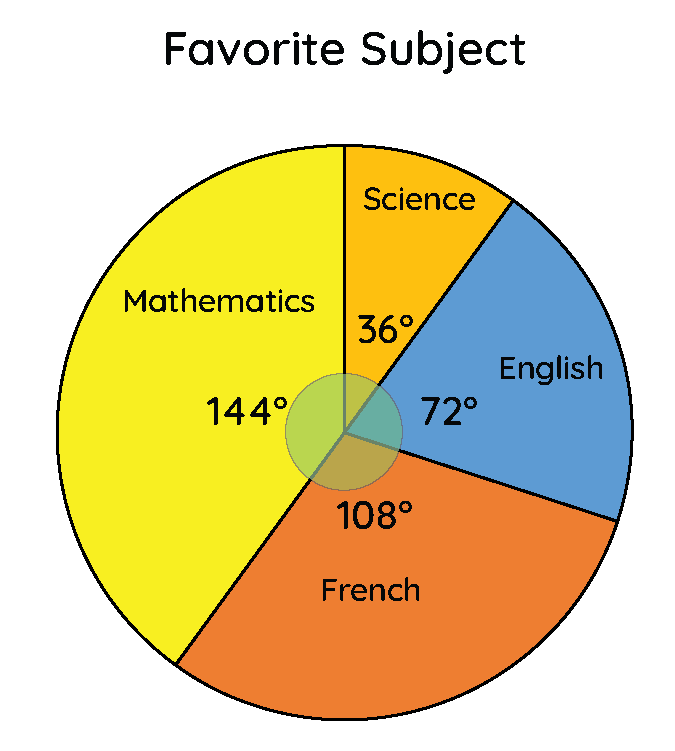 Favorite Subject
Science
Mathematics
36°
English
144°
72°
108°
French